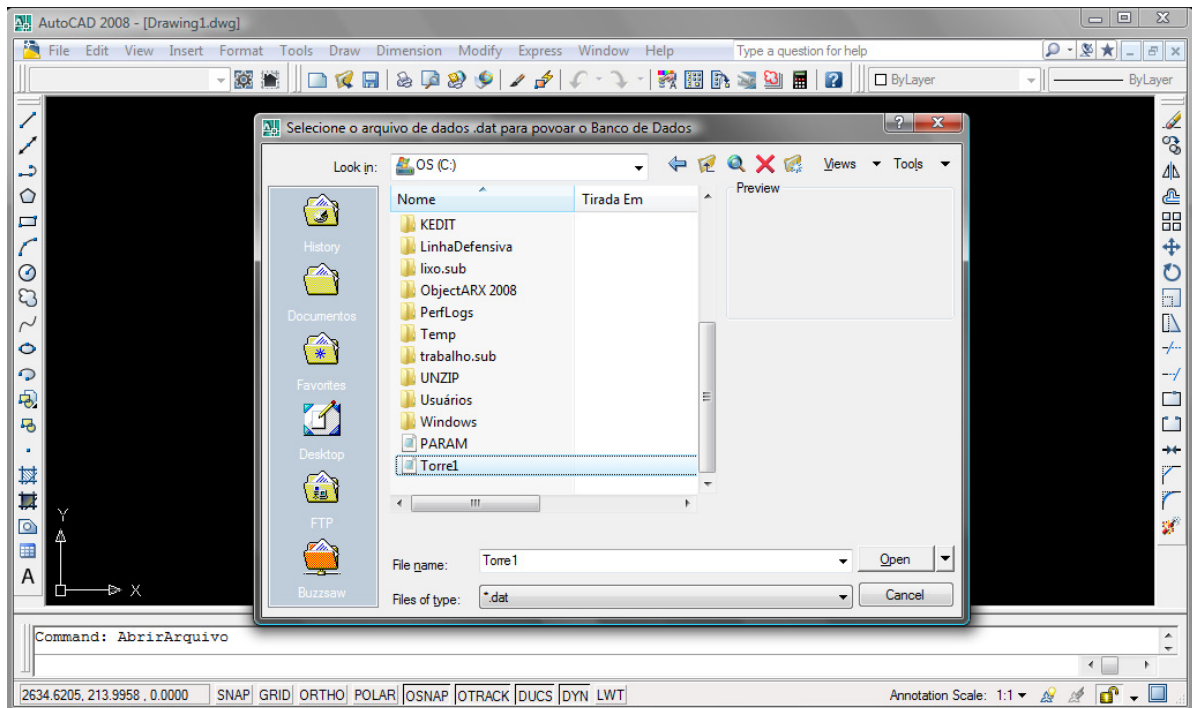 AutoCAD 2008 - [Drawing1.dwg]
File Edit View Insert Format Tools Draw Dimension Modify Express Window Help Type a question for help
ByLayer ByLayer
Selecione o arquivo de dados .dat para povoar o Banco de Dados
Look in: OS (C:) Views Tools
Nome Tirada Em Preview
KEDIT
LinhaDefensiva
lixo.sub
ObjectARX 2008
PerfLogs
Temp
trabalho.sub
UNZIP
Usuários
Windows
PARAM
Torre1
History
Documentos
Favorites
Desktop
FTP
Buzzsaw
File name: Torre1 Open
Files of type: *.dat Cancel
Y
X
A
Command: AbrirArquivo
2634.6205, 213.9958 , 0.0000 SNAP GRID ORTHO POLAR OSNAP OTRACK DUCS DYN LWT Annotation Scale: 1:1